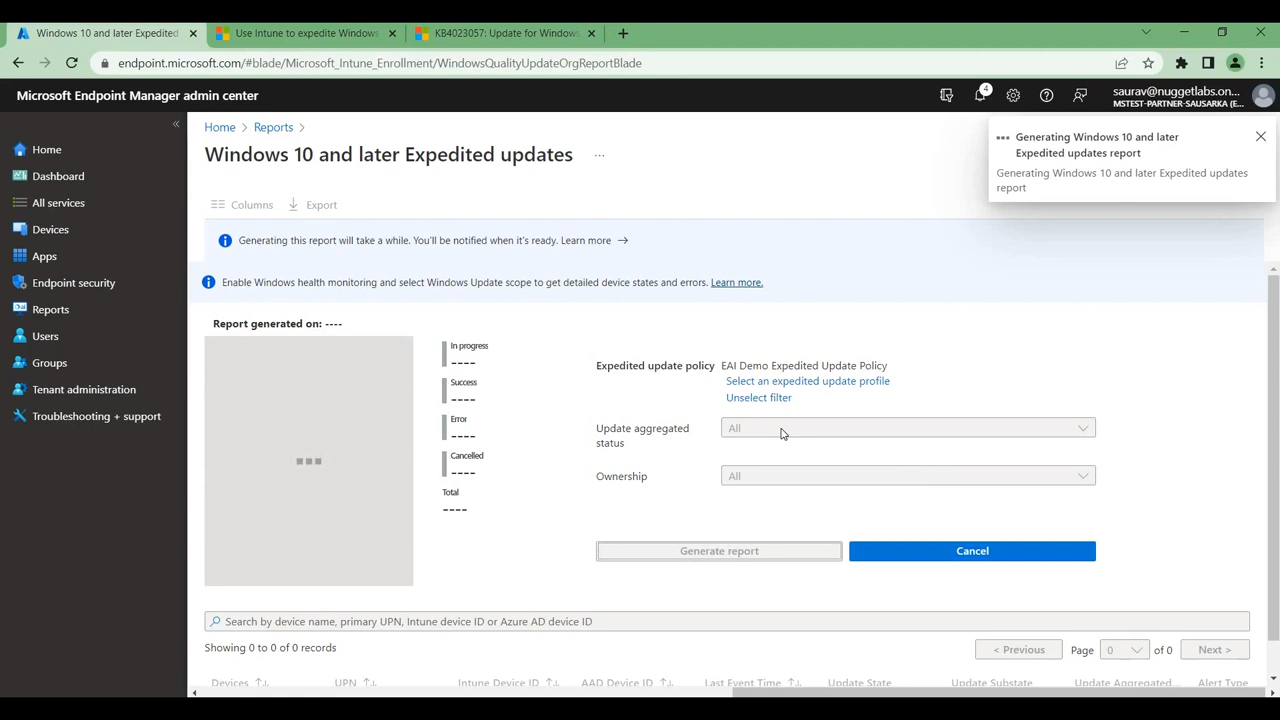 Windows 10 and later Expedited
Use Intune to expedite Windows
KB4023057: Update for Windows
endpoint.microsoft.com/#blade/Microsoft_Intune_Enrollment/WindowsQualityUpdateOrgReportBlade
Microsoft Endpoint Manager admin center
4
saurav@nuggetlabs.on...
MSTEST-PARTNER-SAUSARKA (E...
Home
Dashboard
All services
Devices
Apps
Endpoint security
Reports
Users
Groups
Tenant administration
Troubleshooting + support
Home > Reports >
Windows 10 and later Expedited updates ...
Generating Windows 10 and later
Expedited updates report
Generating Windows 10 and later Expedited updates
report
Columns Export
Generating this report will take a while. You'll be notified when it's ready. Learn more →
Enable Windows health monitoring and select Windows Update scope to get detailed device states and errors. Learn more.
Report generated on: ----
In progress
----
Success
----
Error
----
Cancelled
----
Total
----
Expedited update policy EAI Demo Expedited Update Policy
Select an expedited update profile
Unselect filter
Update aggregated
status
All
Ownership
All
Generate report
Cancel
Search by device name, primary UPN, Intune device ID or Azure AD device ID
Showing 0 to 0 of 0 records
< Previous Page 0 of 0 Next >
Devices UPN Intune Device ID AAD Device ID Last Event Time Update State Update Substate Update Aggregated... Alert Type